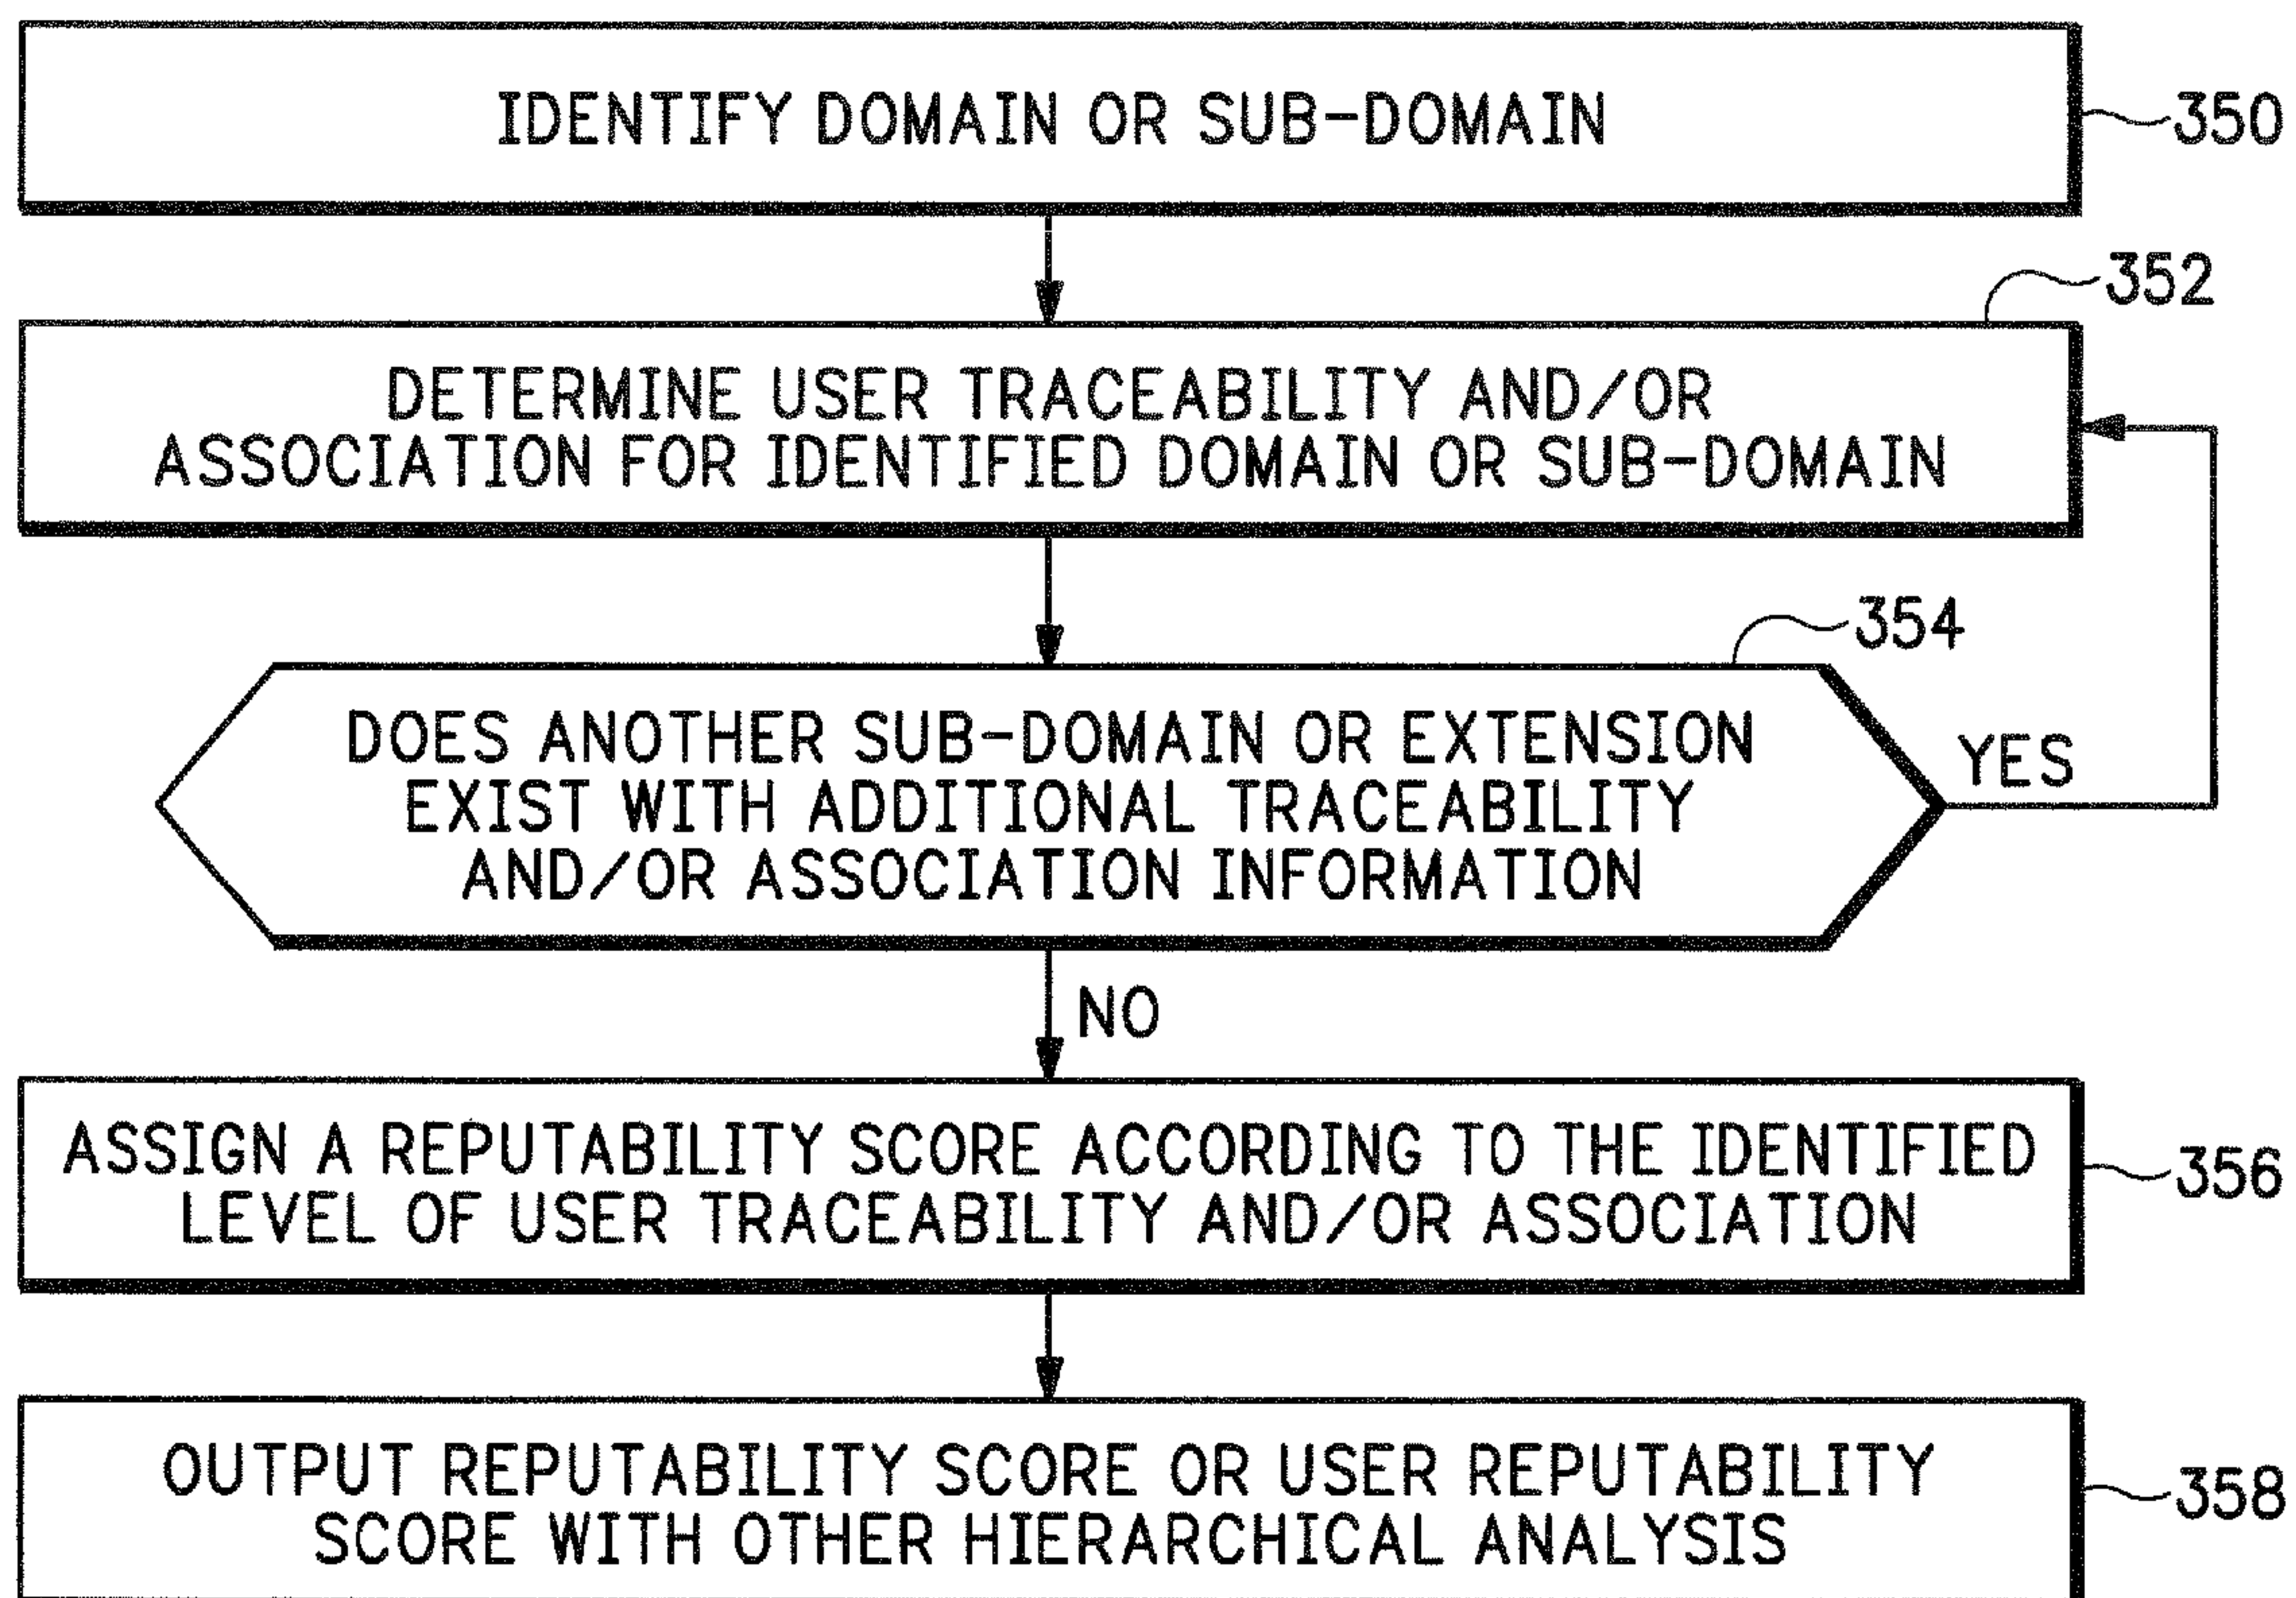 IDENTIFY DOMAIN OR SUB-DOMAIN
350
352
DETERMINE USER TRACEABILITY AND/OR
ASSOCIATION FOR IDENTIFIED DOMAIN OR SUB-DOMAIN
354
DOES ANOTHER SUB-DOMAIN OR EXTENSION
EXIST WITH ADDITIONAL TRACEABILITY
AND/OR ASSOCIATION INFORMATION
YES
NO
ASSIGN A REPUTABILITY SCORE ACCORDING TO THE IDENTIFIED
LEVEL OF USER TRACEABILITY AND/OR ASSOCIATION
356
OUTPUT REPUTABILITY SCORE OR USER REPUTABILITY
SCORE WITH OTHER HIERARCHICAL ANALYSIS
358